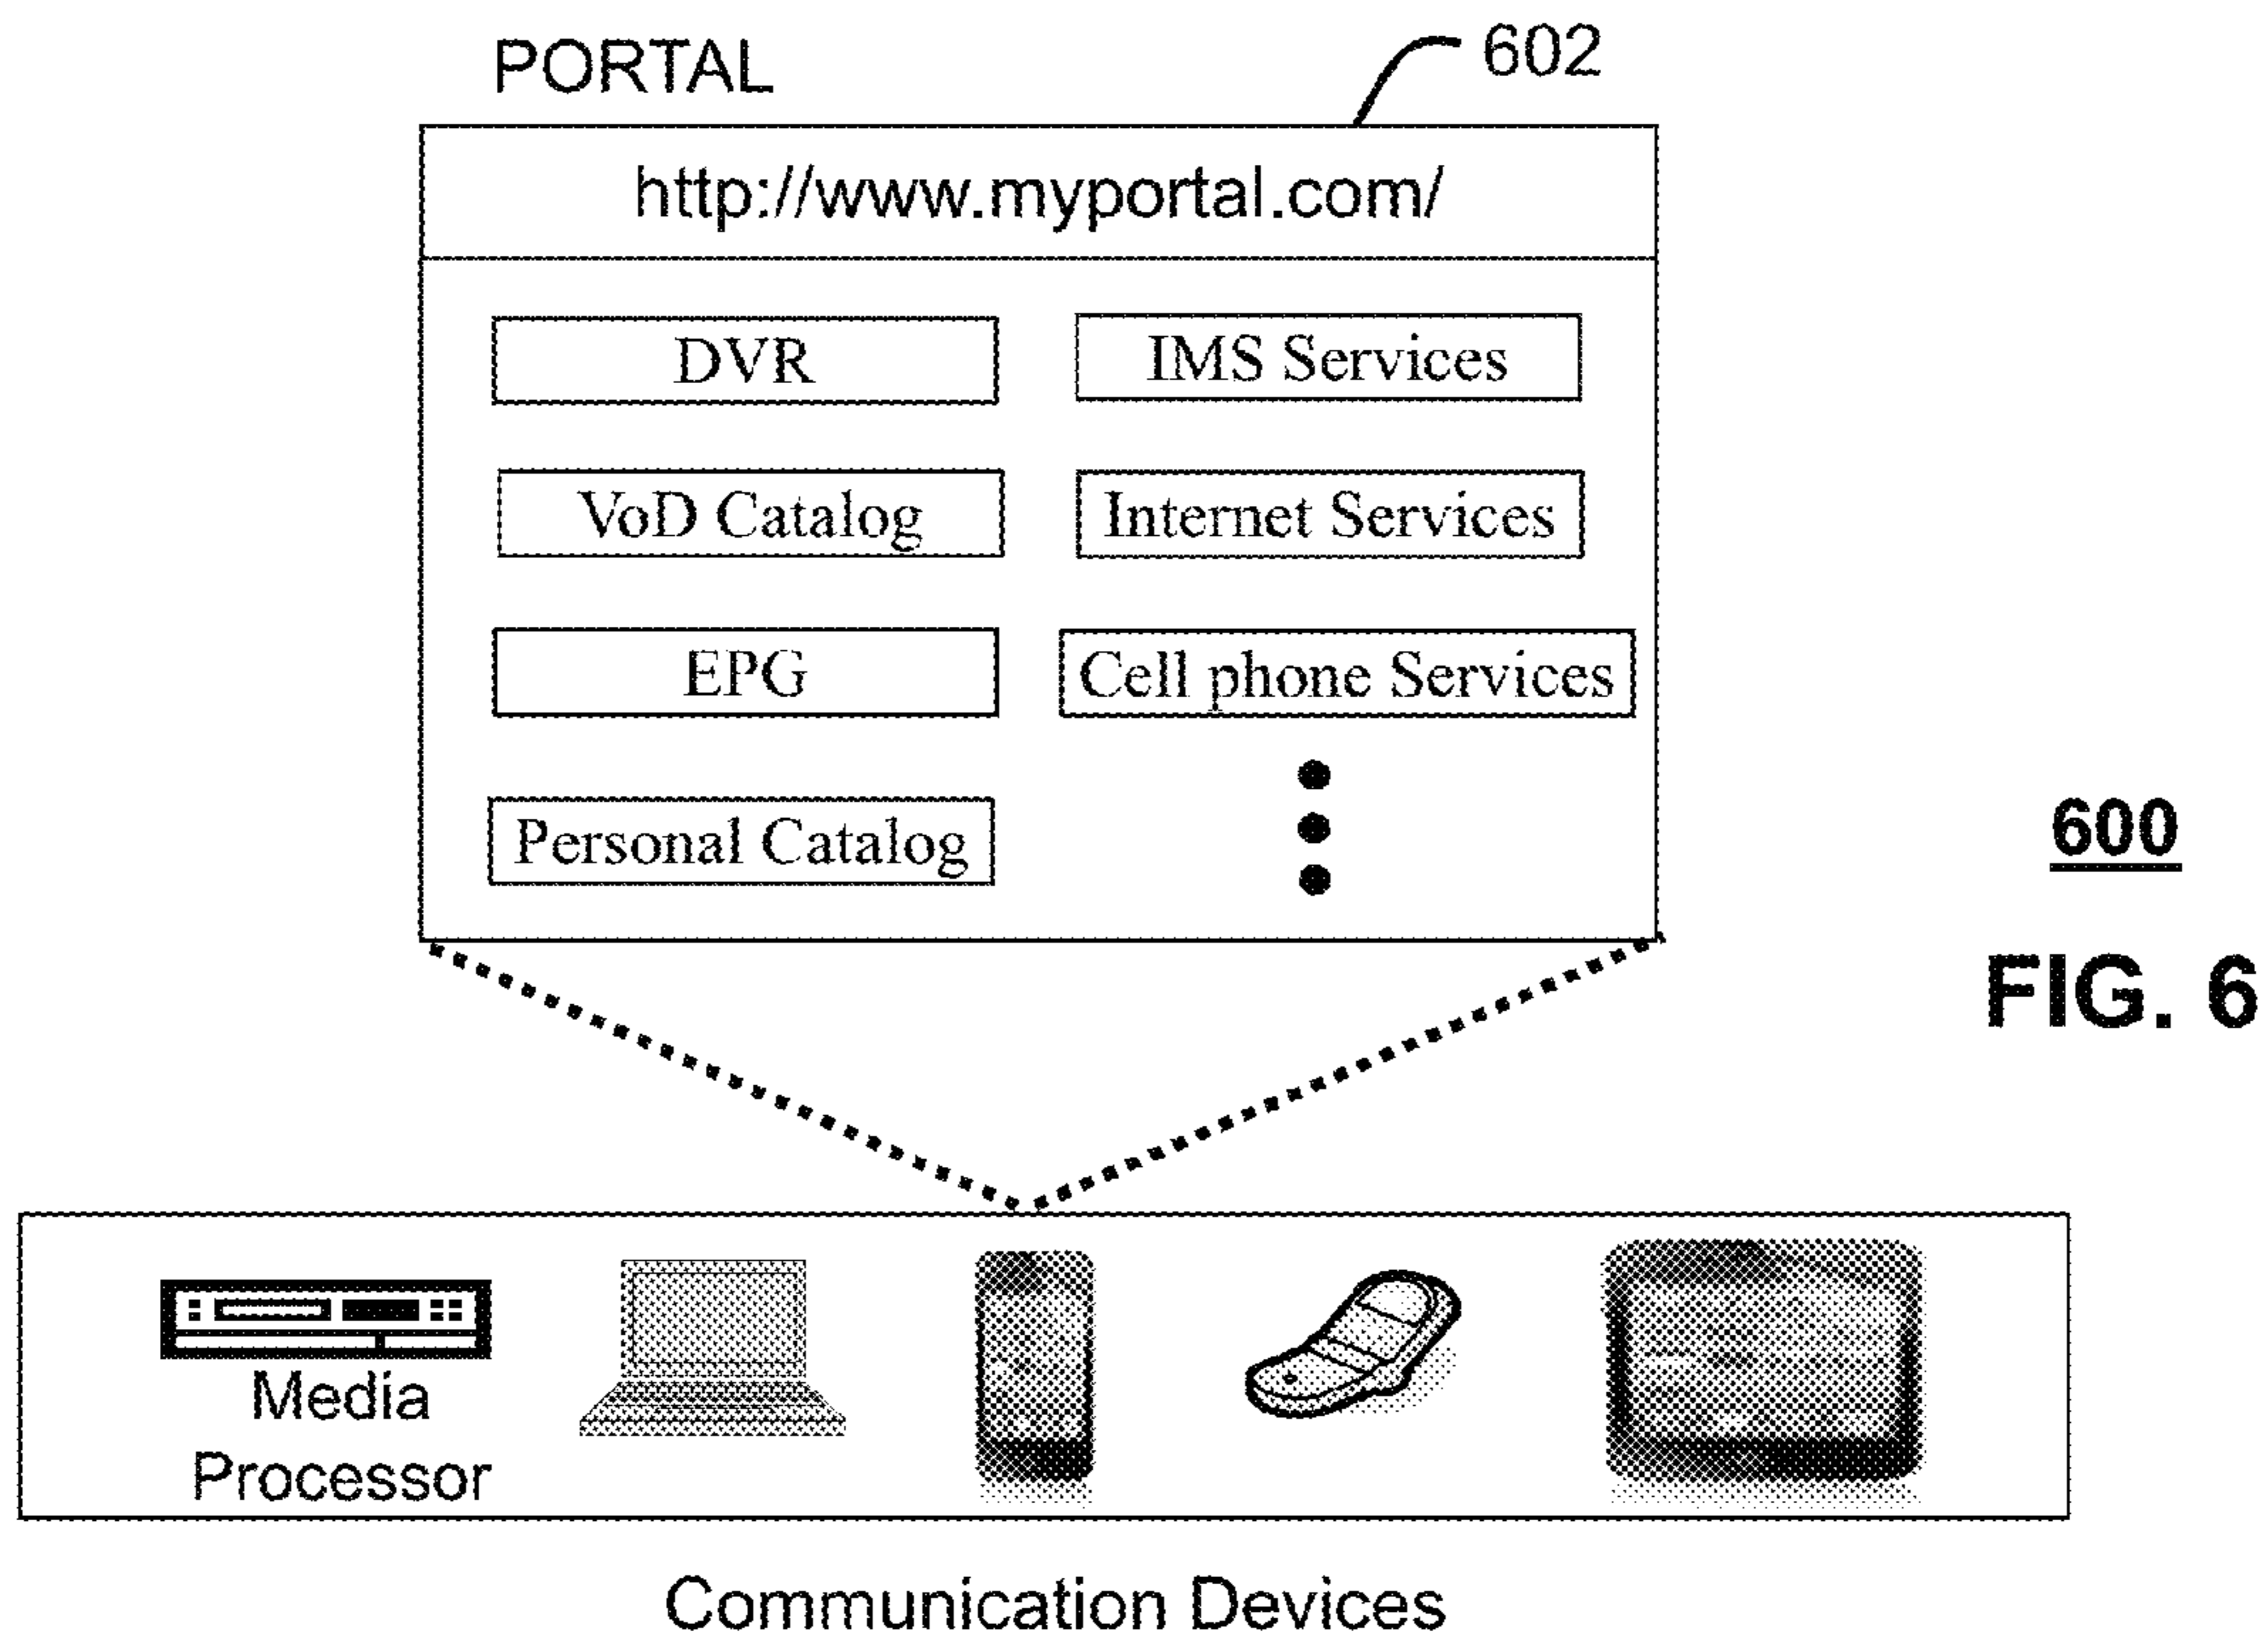 PORTAL
602
http://www.myportal.com/
DVR
IMS Services
VoD Catalog
Internet Services
EPG
Cell phone Services
Personal Catalog
600
FIG. 6
Media
Processor
Communication Devices